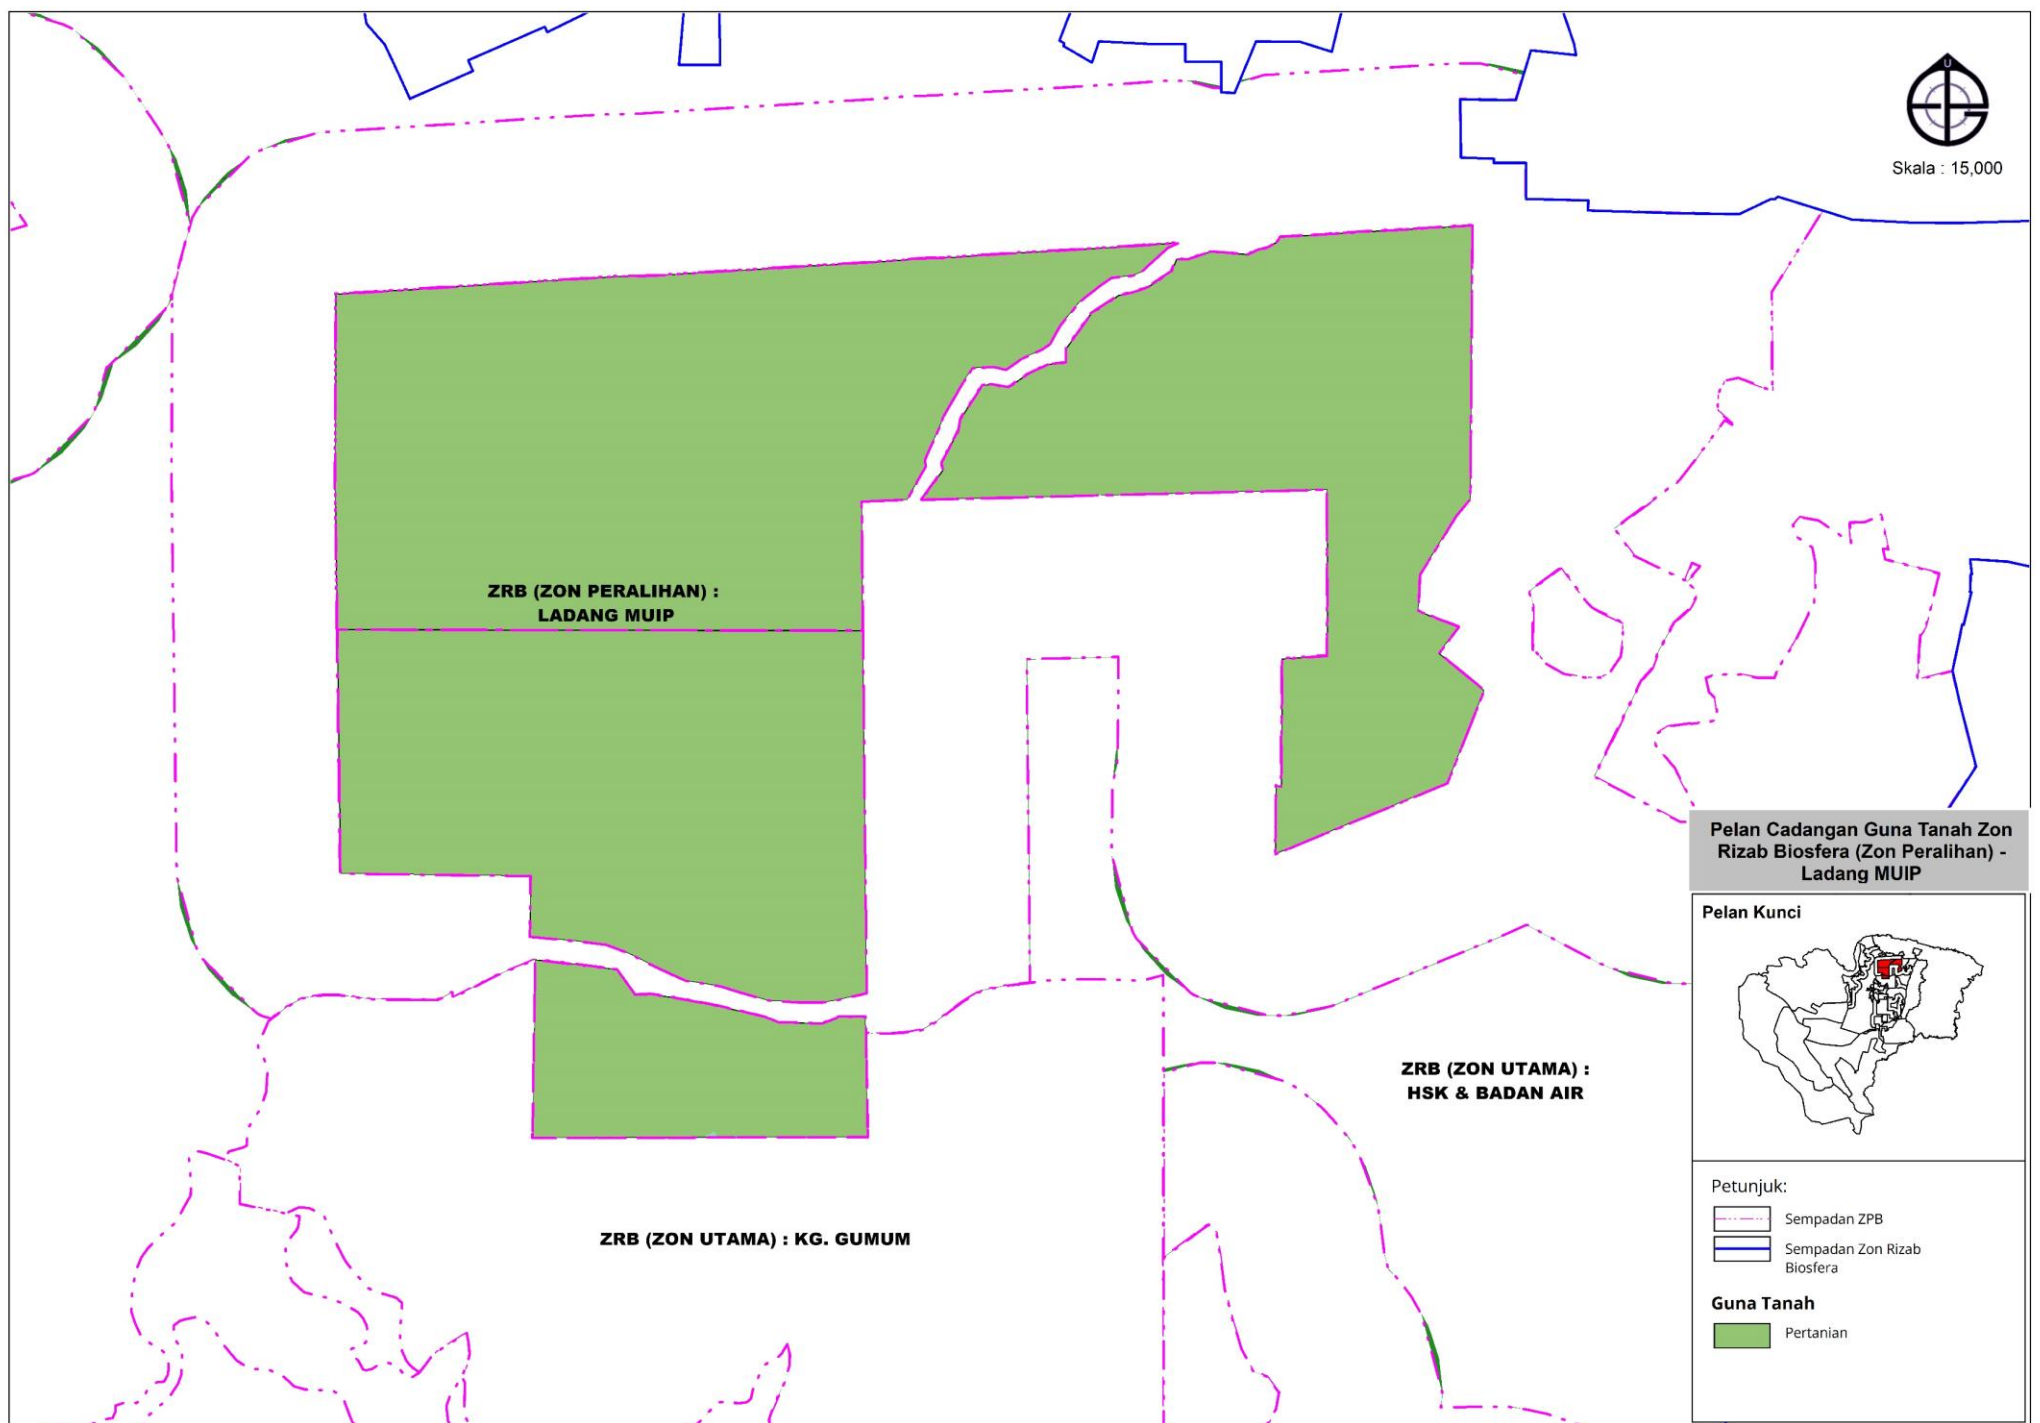 U
Skala : 15,000
ZRB (ZON PERALIHAN) :
LADANG MUIP
Pelan Cadangan Guna Tanah Zon
Rizab Biosfera (Zon Peralihan) -
Ladang MUIP
Pelan Kunci
ZRB (ZON UTAMA) :
HSK & BADAN AIR
ZRB (ZON UTAMA) : KG. GUMUM
Petunjuk:
Sempadan ZPB
Sempadan Zon Rizab
Biosfera
Guna Tanah
Pertanian